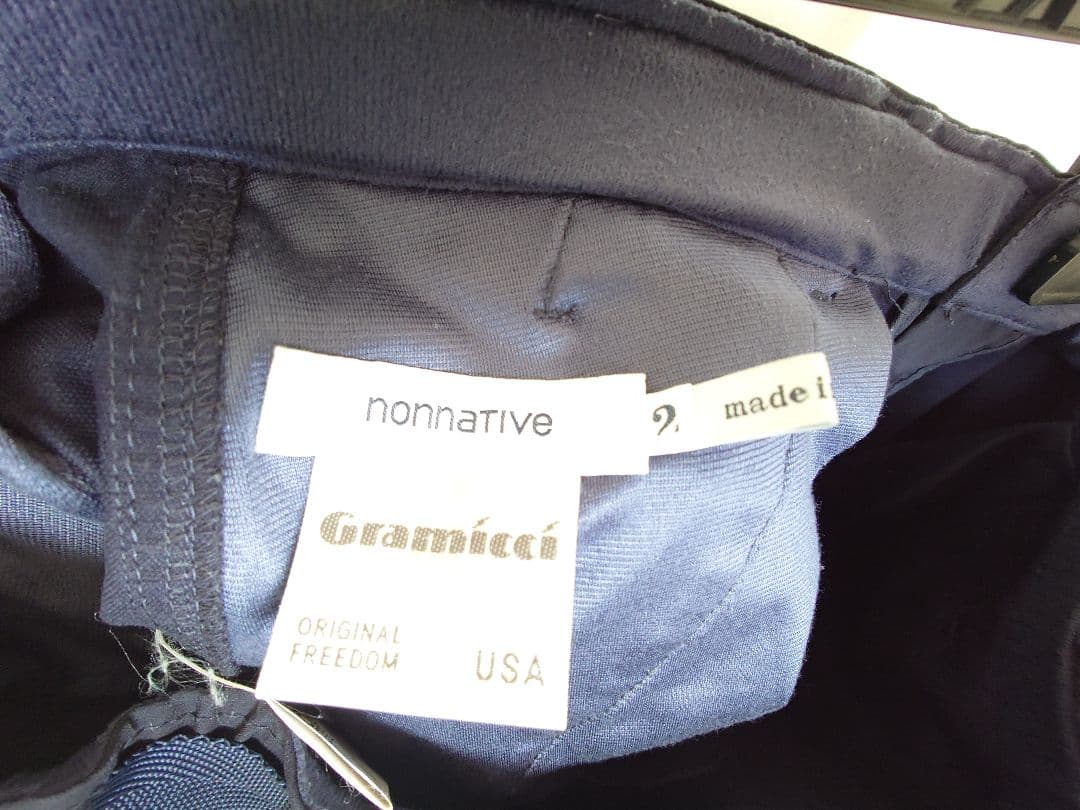 nonnative
2
made i
Gramicci
ORIGINAL
FREEDOM
USA